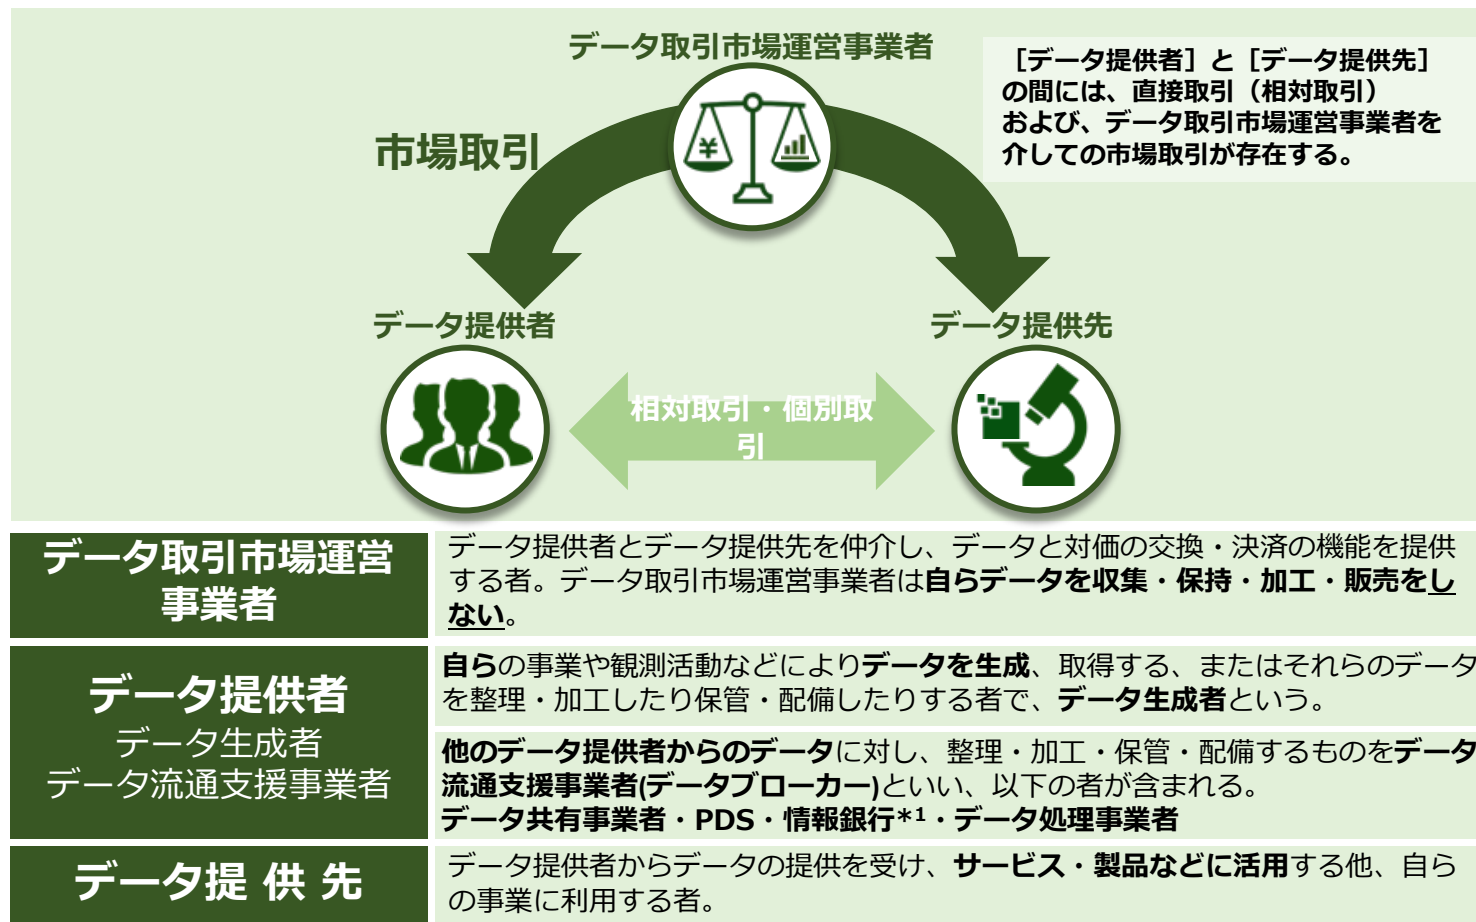 データ取引市場運営事業者
［データ提供者］と［データ提供先］
の間には、直接取引（相対取引）
および、データ取引市場運営事業者を
介しての市場取引が存在する。
市場取引
¥
データ提供者
データ提供先
相対取引・個別取
引
データ取引市場運営
事業者
データ提供者とデータ提供先を仲介し、データと対価の交換・決済の機能を提供
する者。データ取引市場運営事業者は自らデータを収集・保持・加工・販売をし
ない。
データ提供者
データ生成者
データ流通支援事業者
自らの事業や観測活動などによりデータを生成、取得する、またはそれらのデータ
を整理・加工したり保管・配備したりする者で、データ生成者という。
他のデータ提供者からのデータに対し、整理・加工・保管・配備するものをデータ
流通支援事業者(データブローカー)といい、以下の者が含まれる。
データ共有事業者・PDS・情報銀行*1・データ処理事業者
データ提 供 先
データ提供者からデータの提供を受け、サービス・製品などに活用する他、自ら
の事業に利用する者。